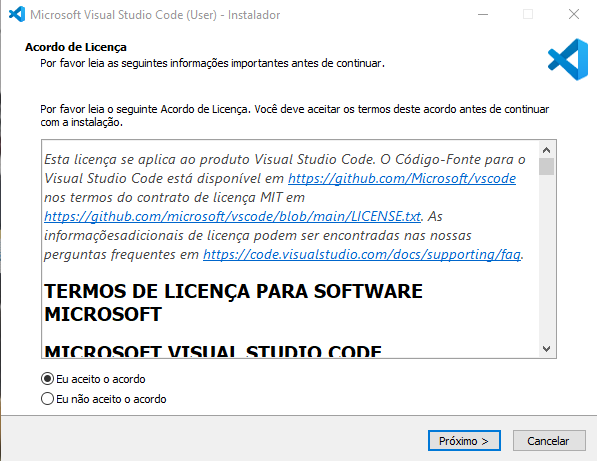 Microsoft Visual Studio Code (User) - Instalador
Acordo de Licença
Por favor leia as seguintes informações importantes antes de continuar.
Por favor leia o seguinte Acordo de Licença. Você deve aceitar os termos deste acordo antes de continuar
com a instalação.
Esta licença se aplica ao produto Visual Studio Code. O Código-Fonte para o
Visual Studio Code está disponível em https://github.com/Microsoft/vscode
nos termos do contrato de licença MIT em
https://github.com/microsoft/vscode/blob/main/LICENSE.txt. As
informaçõesadicionais de licença podem ser encontradas nas nossas
perguntas frequentes em https://code.visualstudio.com/docs/supporting/faq.
TERMOS DE LICENÇA PARA SOFTWARE
MICROSOFT
MICROSOFT VISUAL STUDIO CODE
Eu aceito o acordo
Eu não aceito o acordo
Próximo >
Cancelar